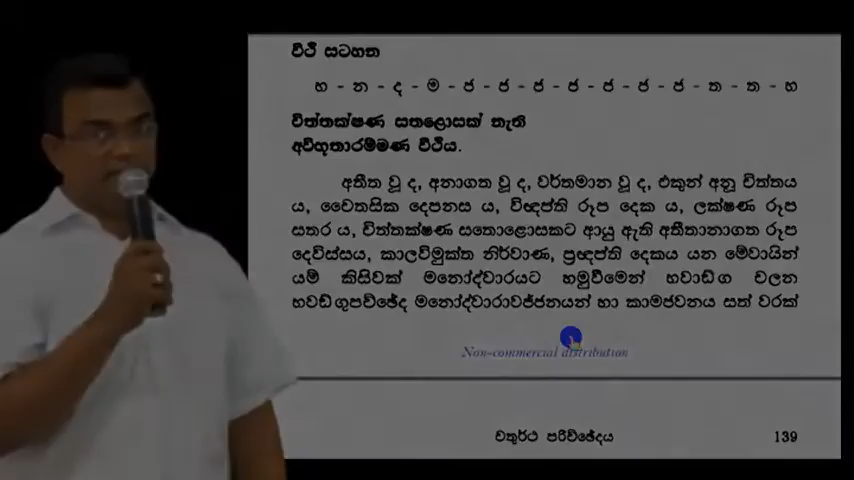 වීථි සටහන
භ - න - ද - ම - ජ - ජ - ජ - ජ - ජ - ජ - ජ - ත - ත - භ
චිත්තක්ෂණ සතළොසක් නැති
අවිභූතාරම්මණ වීථිය.
අතීත වූ ද, අනාගත වූ ද, වර්තමාන වූ ද, එකුන් අනූ චිත්තය
ය, චෛතසික දෙපනස ය, විඥප්ති රූප දෙක ය, ලක්ෂණ රූප
සතර ය, චිත්තක්ෂණ සතොළොසකට ආයු ඇති අතීතානාගත රූප
දෙවිස්සය, කාලවිමුක්ත නිර්වාණ, ප්‍රඥප්ති දෙකය යන මේවායින්
යම් කිසිවක් මනෝද්වාරයට හමුවීමෙන් භවාඞ්ග චලන
භවඞ්ගුපච්ඡේද මනෝද්වාරාවජ්ජනයන් හා කාමජවනය සත් වරක්
Non-commercial distribution
චතුර්ථ පරිච්ඡේදය 139